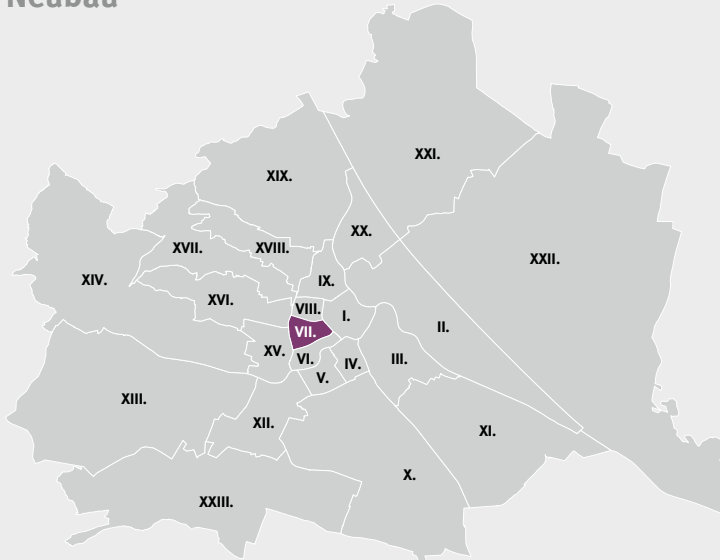 Neubau
XXI.
XIX.
XX.
XVII.
XVIII.
XXII.
XIV.
IX.
XVI.
VIII.
I.
II.
VII.
XV.
VI.
IV.
III.
V.
XIII.
XII.
XI.
X.
XXIII.